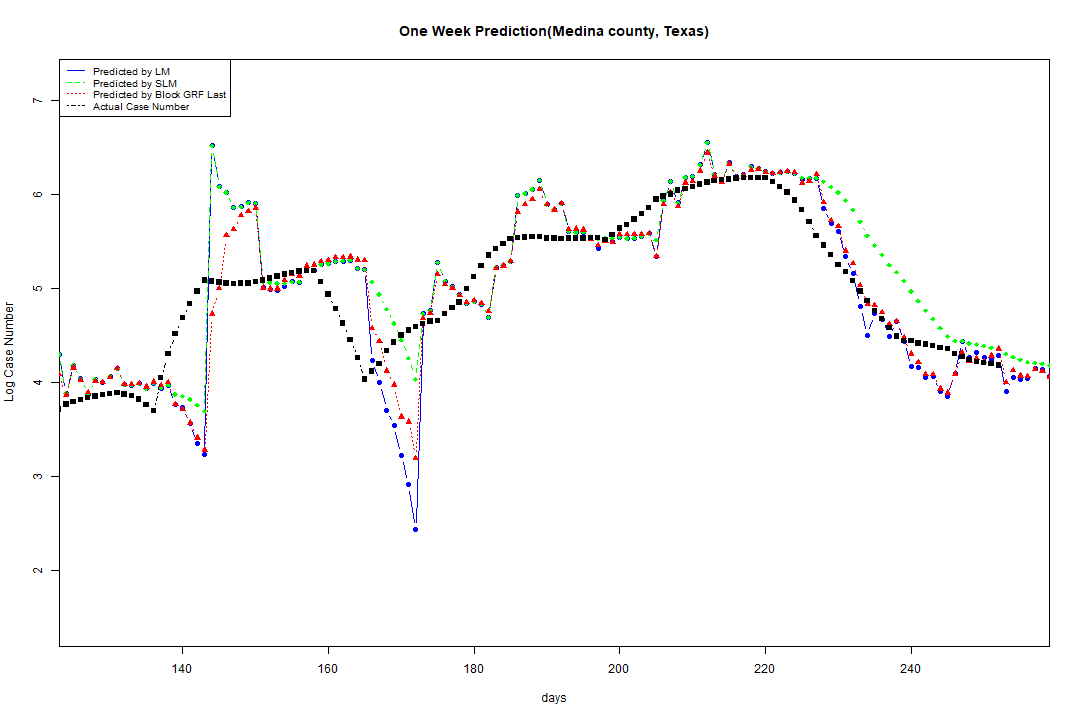 One Week Prediction(Medina county, Texas)
Predicted by LM
Predicted by SLM
Predicted by Block GRF Last
Actual Case Number
7
6
5
4
3
2
Log Case Number
140 160 180 200 220 240
days